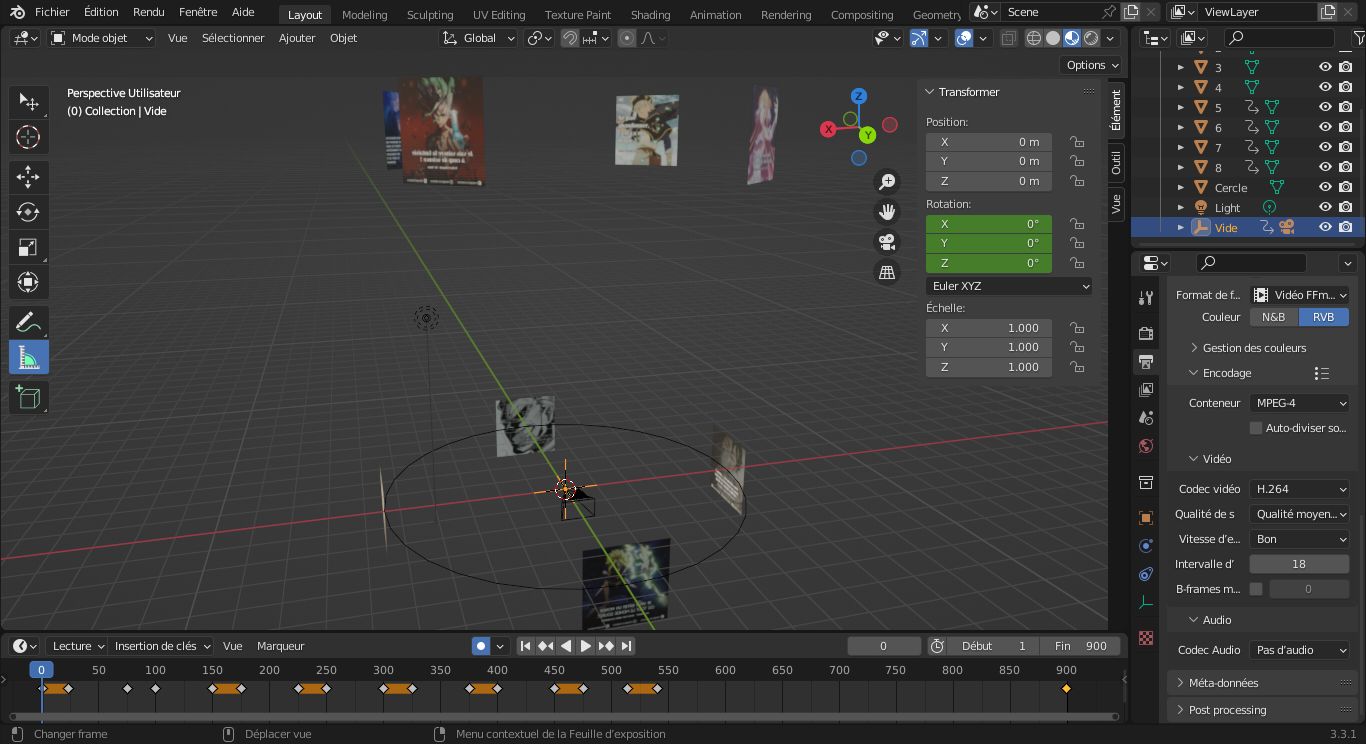 Fichier Édition Rendu Fenêtre Aide Layout Modeling Sculpting UV Editing Texture Paint Shading Animation Rendering Compositing Geometry Scene ViewLayer
Mode objet Vue Sélectionner Ajouter Objet Global
Options
Perspective Utilisateur
(0) Collection | Vide
Transformer
Position:
X 0 m
Y 0 m
Z 0 m
Rotation:
X 0°
Y 0°
Z 0°
Euler XYZ
Échelle:
X 1.000
Y 1.000
Z 1.000
Élément
Outil
Vue
Z
X
Y
3
4
5
6
7
8
Cercle
Light
Vide
Format de f... Vidéo FFm...
Couleur N&B RVB
Gestion des couleurs
Encodage
Conteneur MPEG-4
Auto-diviser so...
Vidéo
Codec vidéo H.264
Qualité de s Qualité moyen...
Vitesse d'e... Bon
Intervalle d' 18
B-frames m... 0
Audio
Codec Audio Pas d'audio
Méta-données
Post processing
Lecture Insertion de clés Vue Marqueur 0 Début 1 Fin 900
0 50 100 150 200 250 300 350 400 450 500 550 600 650 700 750 800 850 900
Changer frame Déplacer vue Menu contextuel de la Feuille d'exposition 3.3.1